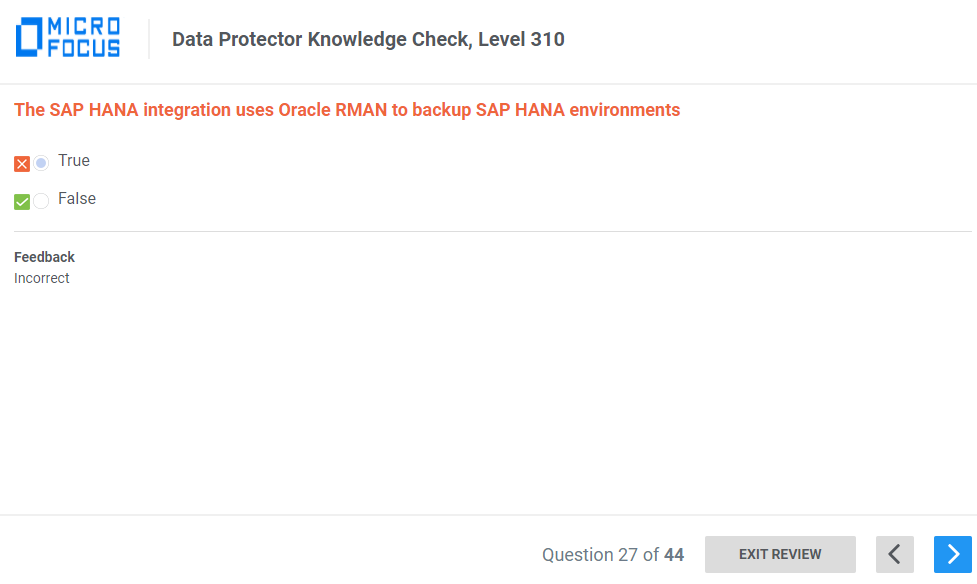 MICRO
FOCUS
Data Protector Knowledge Check, Level 310
The SAP HANA integration uses Oracle RMAN to backup SAP HANA environments
True
False
Feedback
Incorrect
Question 27 of 44
EXIT REVIEW